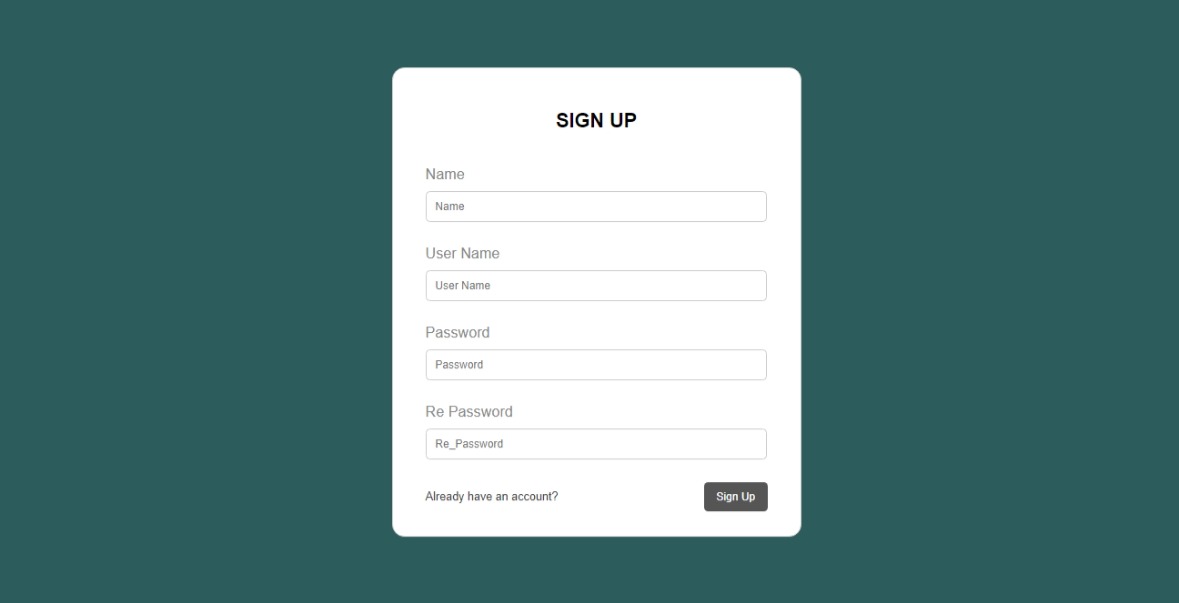 SIGN UP
Name
Name
User Name
User Name
Password
Password
Re Password
Re_Password
Already have an account? Sign Up